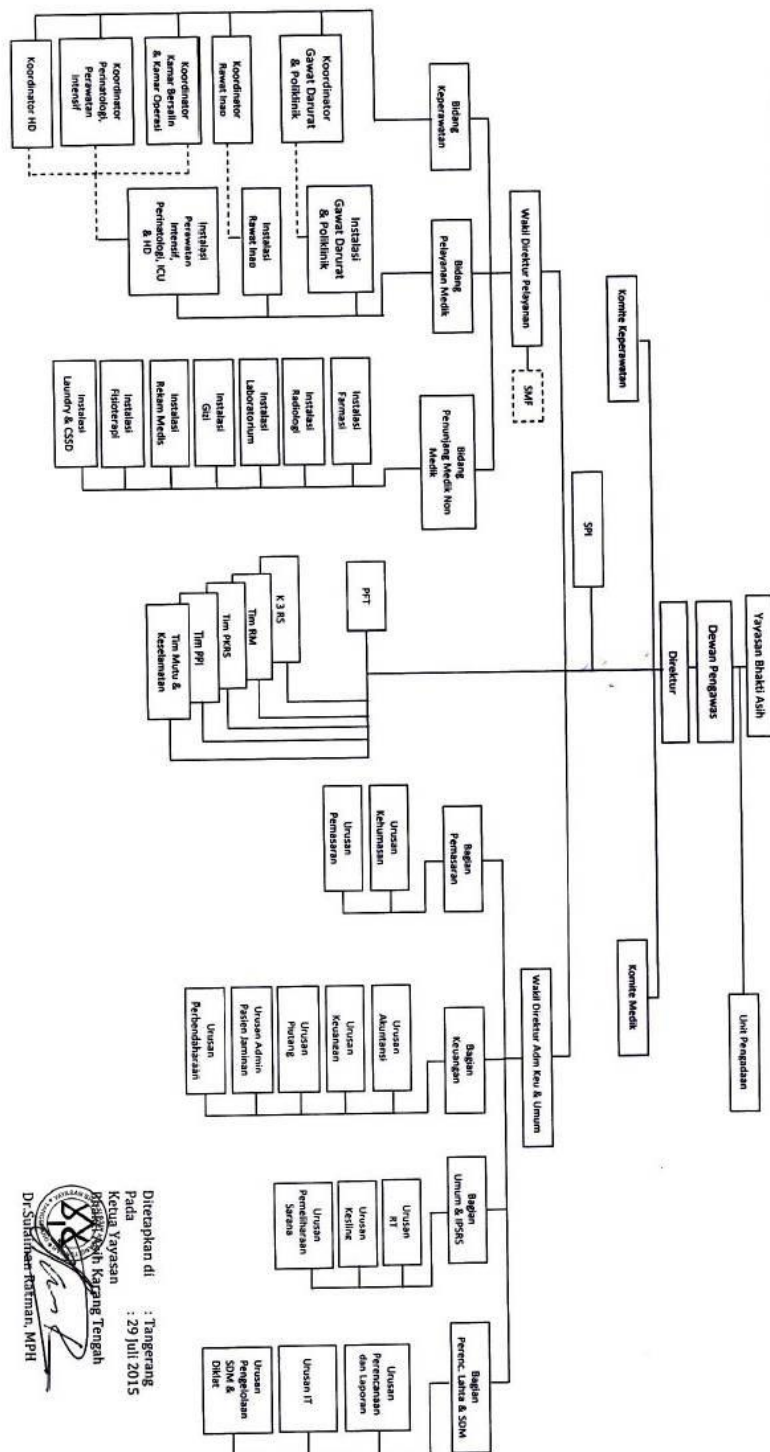 Yayasan Bhakti Asih
Dewan Pengawas
Direktur
Unit Pengadaan
Komite Keperawatan
Komite Medik
SPI
Wakil Direktur Pelayanan
SMF
Wakil Direktur Adm Keu & Umum
Bidang
Keperawatan
Bidang
Pelayanan Medik
Bidang
Penunjang Medik Non
Medik
PFT
Bagian
Pemasaran
Bagian
Keuangan
Bagian
Umum & IPSRS
Bagian
Perenc. Lahta & SDM
Koordinator
Gawat Darurat
& Poliklinik
Koordinator
Rawat Inap
Koordinator
Kamar Bersalin
& Kamar Operasi
Koordinator
Perinatologi,
Perawatan
Intensif
Koordinator HD
Instalasi
Gawat Darurat
& Poliklinik
Instalasi
Rawat Inap
Instalasi
Perawatan
Intensif,
Perinatologi, ICU
& HD
Instalasi
Farmasi
Instalasi
Radiologi
Instalasi
Laboratorium
Instalasi
Gizi
Instalasi
Rekam Medis
Instalasi
Fisioterapi
Instalasi
Laundry & CSSD
K 3 RS
Tim RM
Tim PKRS
Tim PPI
Tim Mutu &
Keselamatan
Urusan
Kehumasan
Urusan
Pemasaran
Urusan
Akuntansi
Urusan
Keuangan
Urusan
Piutang
Urusan Admin
Pasien Jaminan
Urusan
Perbendaharaan
Urusan
RT
Urusan
Kesling
Urusan
Pemeliharaan
Sarana
Urusan
Perencanaan
dan Laporan
Urusan IT
Urusan
Pengelolaan
SDM &
Diklat
Ditetapkan di : Tangerang
Pada : 29 Juli 2015
Ketua Yayasan
Bhakti Asih Karang Tengah
Dr.Sulaiman Ratman, MPH